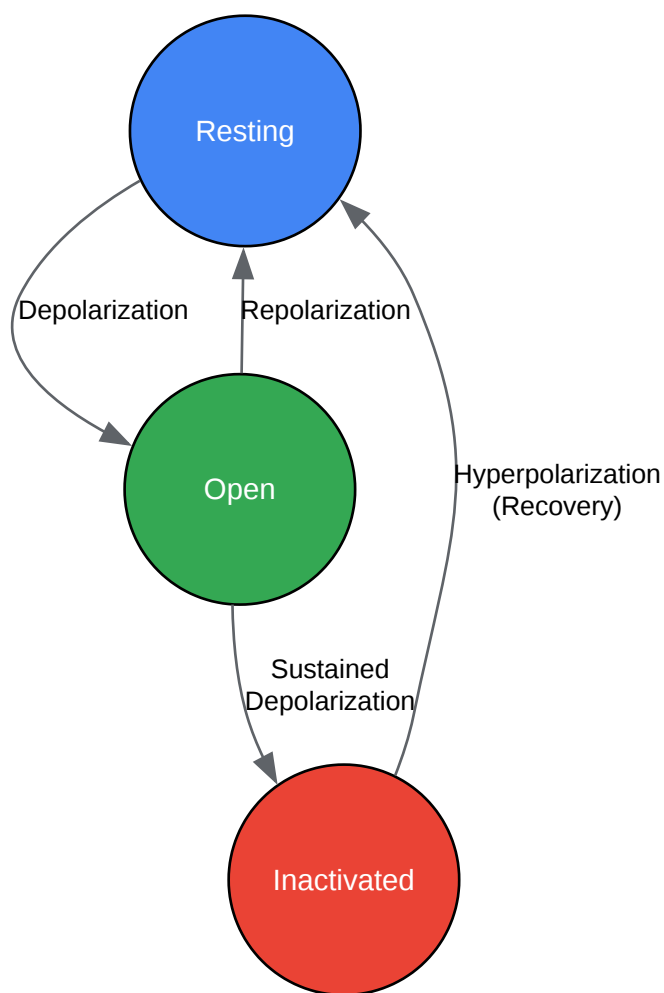 Resting
Depolarization
Repolarization
Hyperpolarization
(Recovery)
Open
Sustained
Depolarization
Inactivated